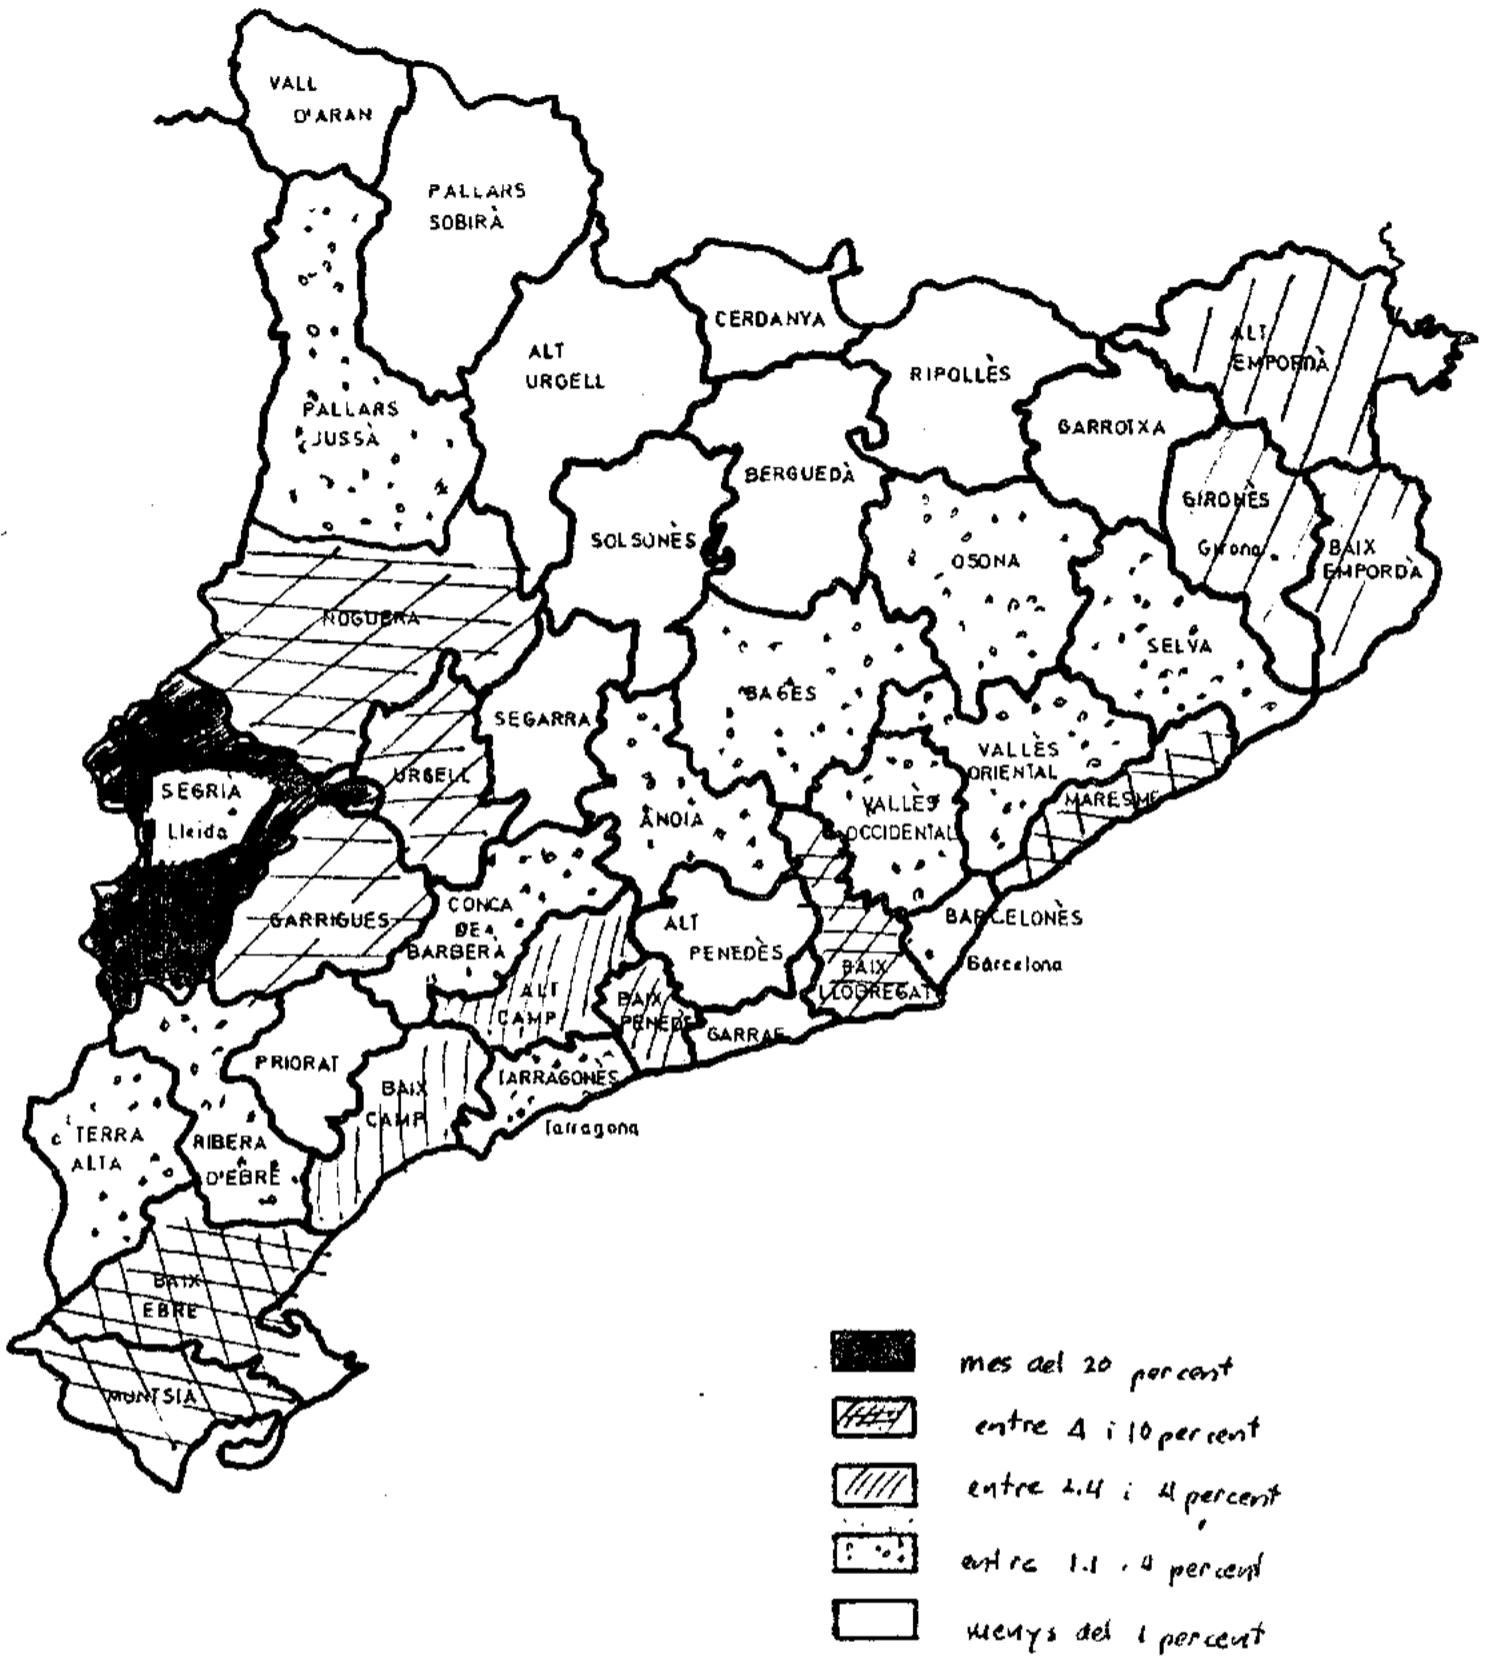 VALL
D'ARAN
PALLARS
SOBIRÀ
CERDANYA
ALT
URGELL
RIPOLLÈS
ALT
EMPORDÀ
PALLARS
JUSSÀ
GARROTXA
BERGUEDÀ
GIRONÈS
Girona
SOLSONÈS
OSONA
BAIX
EMPORDÀ
NOGUERA
SELVA
SEGARRA
BAGES
VALLÈS
ORIENTAL
URGELL
SEGRIÀ
Lleida
ANOIA
VALLÈS
OCCIDENTAL
MARESME
GARRIGUES
CONCA
DE
BARBERÀ
ALT
PENEDÈS
BARCELONÈS
Barcelona
BAIX
LLOBREGAT
ALT
CAMP
BAIX
PENEDÈS
GARRAF
PRIORAT
BAIX
CAMP
TARRAGONÈS
Tarragona
TERRA
ALTA
RIBERA
D'EBRE
BAIX
EBRE
MONTSIA
mes del 20 percent
entre 4 i 10 percent
entre 2.4 i 4 percent
entre 1.1 . 4 percent
menys del 1 percent